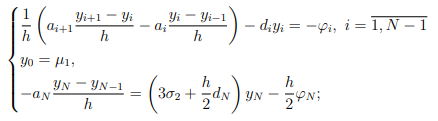 \begin{cases} \dfrac{1}{h}\left(a_{i+1}\dfrac{y_{i+1}-y_i}{h} - a_i\dfrac{y_i-y_{i-1}}{h}\right) - d_i y_i = -\varphi_i, \ i=\overline{1,N-1} \\
y_0 = \mu_1, \\
-a_N\dfrac{y_N-y_{N-1}}{h} = \left(3\sigma_2+\dfrac{h}{2}d_N\right)y_N - \dfrac{h}{2}\varphi_N; \end{cases}